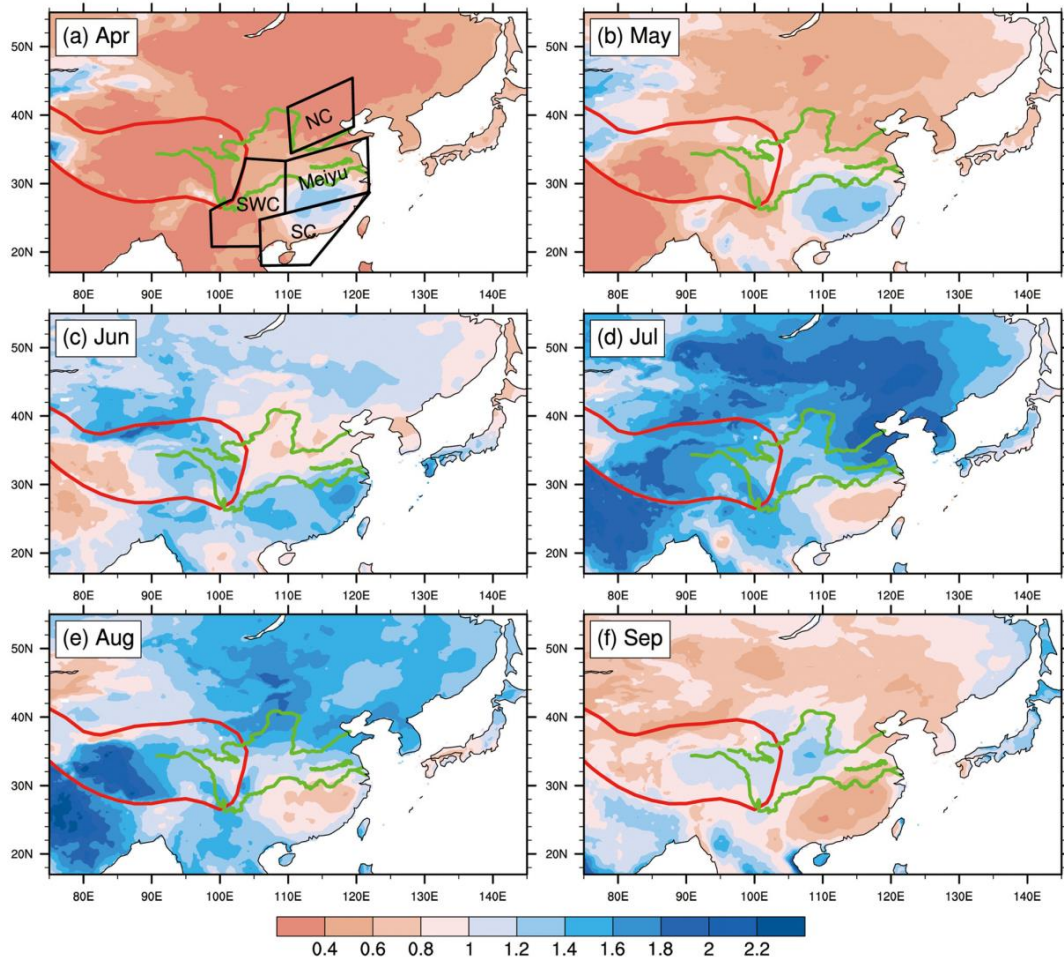 (a) Apr
(b) May
50N 50N
40N 40N
30N 30N
20N 20N
NC
Meiyu
SWC
SC
80E 90E 100E 110E 120E 130E 140E 80E 90E 100E 110E 120E 130E 140E
(c) Jun
(d) Jul
50N 50N
40N 40N
30N 30N
20N 20N
80E 90E 100E 110E 120E 130E 140E 80E 90E 100E 110E 120E 130E 140E
(e) Aug
(f) Sep
50N 50N
40N 40N
30N 30N
20N 20N
80E 90E 100E 110E 120E 130E 140E 80E 90E 100E 110E 120E 130E 140E
0.4 0.6 0.8 1 1.2 1.4 1.6 1.8 2 2.2